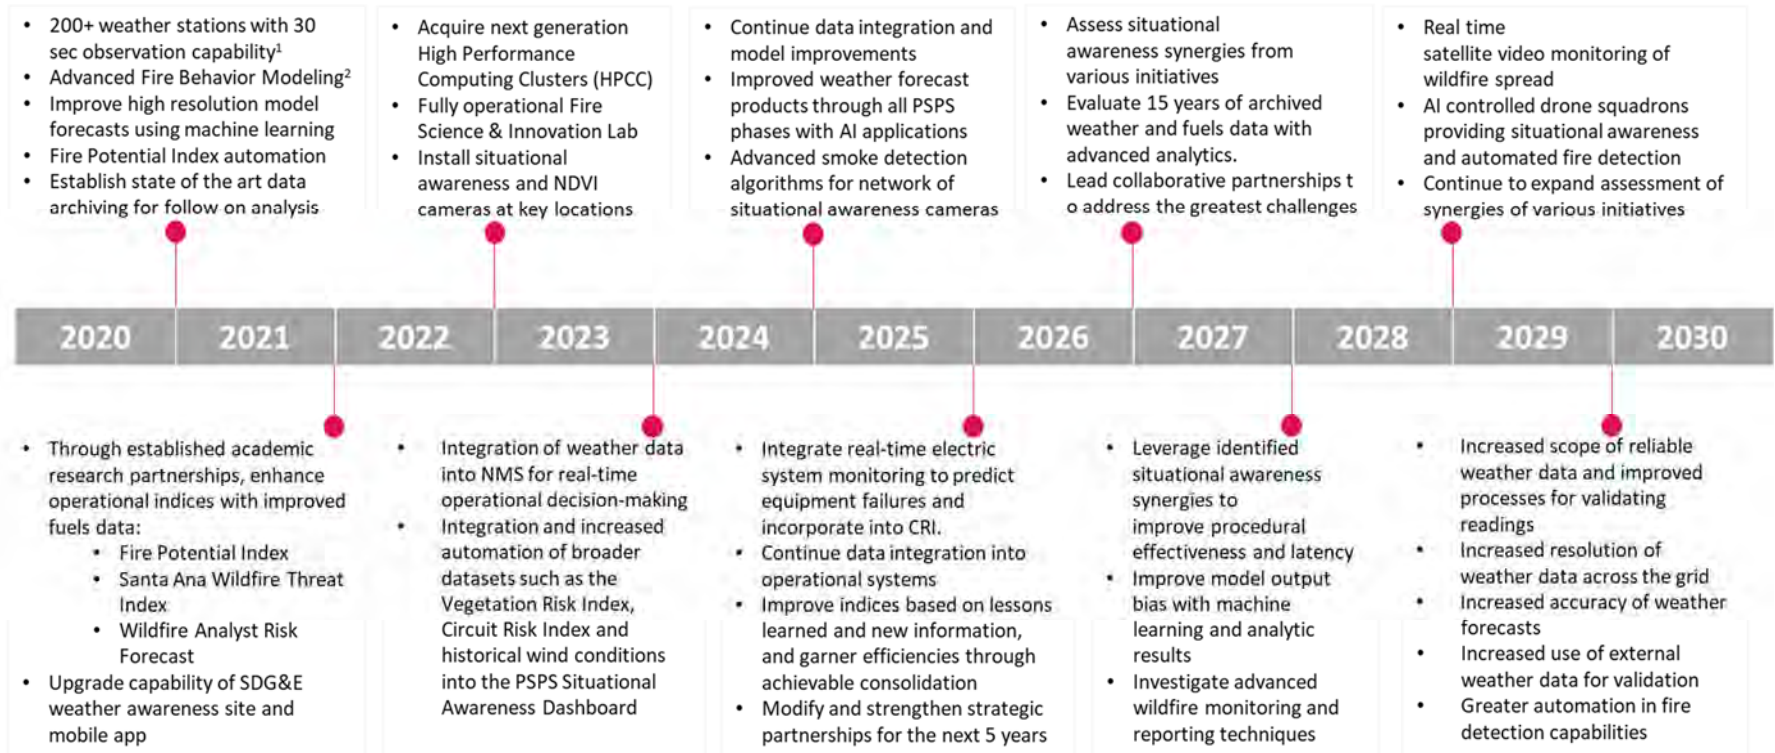 • 200+ weather stations with 30
sec observation capability¹
• Advanced Fire Behavior Modeling²
• Improve high resolution model
forecasts using machine learning
• Fire Potential Index automation
• Establish state of the art data
archiving for follow on analysis
• Acquire next generation
High Performance
Computing Clusters (HPCC)
• Fully operational Fire
Science & Innovation Lab
• Install situational
awareness and NDVI
cameras at key locations
• Continue data integration and
model improvements
• Improved weather forecast
products through all PSPS
phases with AI applications
• Advanced smoke detection
algorithms for network of
situational awareness cameras
• Assess situational
awareness synergies from
various initiatives
• Evaluate 15 years of archived
weather and fuels data with
advanced analytics.
• Lead collaborative partnerships t
o address the greatest challenges
• Real time
satellite video monitoring of
wildfire spread
• AI controlled drone squadrons
providing situational awareness
and automated fire detection
• Continue to expand assessment of
synergies of various initiatives
2020 2021 2022 2023 2024 2025 2026 2027 2028 2029 2030
• Through established academic
research partnerships, enhance
operational indices with improved
fuels data:
• Fire Potential Index
• Santa Ana Wildfire Threat
Index
• Wildfire Analyst Risk
Forecast
• Upgrade capability of SDG&E
weather awareness site and
mobile app
• Integration of weather data
into NMS for real-time
operational decision-making
• Integration and increased
automation of broader
datasets such as the
Vegetation Risk Index,
Circuit Risk Index and
historical wind conditions
into the PSPS Situational
Awareness Dashboard
• Integrate real-time electric
system monitoring to predict
equipment failures and
incorporate into CRI.
• Continue data integration into
operational systems
• Improve indices based on lessons
learned and new information,
and garner efficiencies through
achievable consolidation
• Modify and strengthen strategic
partnerships for the next 5 years
• Leverage identified
situational awareness
synergies to
improve procedural
effectiveness and latency
• Improve model output
bias with machine
learning and analytic
results
• Investigate advanced
wildfire monitoring and
reporting techniques
• Increased scope of reliable
weather data and improved
processes for validating
readings
• Increased resolution of
weather data across the grid
• Increased accuracy of weather
forecasts
• Increased use of external
weather data for validation
• Greater automation in fire
detection capabilities